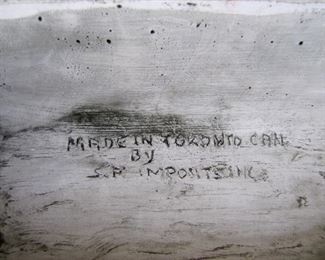 MADE IN TORONTO CAN.
BY
S.P. IMPORTS INC.